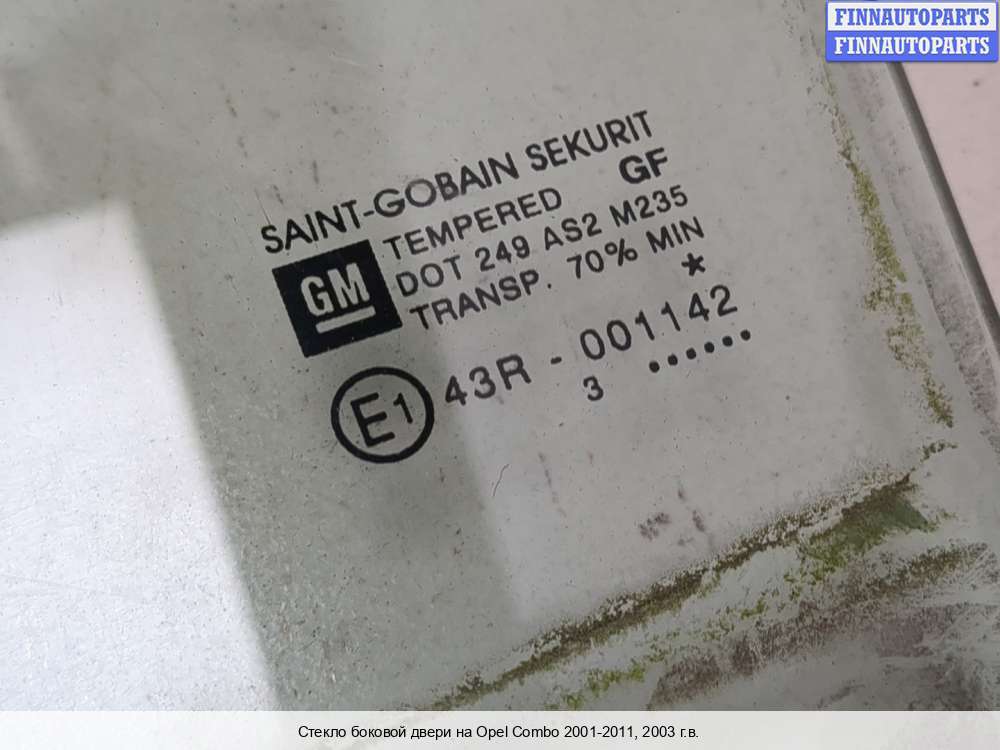 FINNAUTOPARTS
FINNAUTOPARTS
SAINT-GOBAIN SEKURIT
GM
TEMPERED GF
DOT 249 AS2 M235
TRANSP. 70% MIN
*
E1 43R - 001142
3 ••••••
Стекло боковой двери на Opel Combo 2001-2011, 2003 г.в.